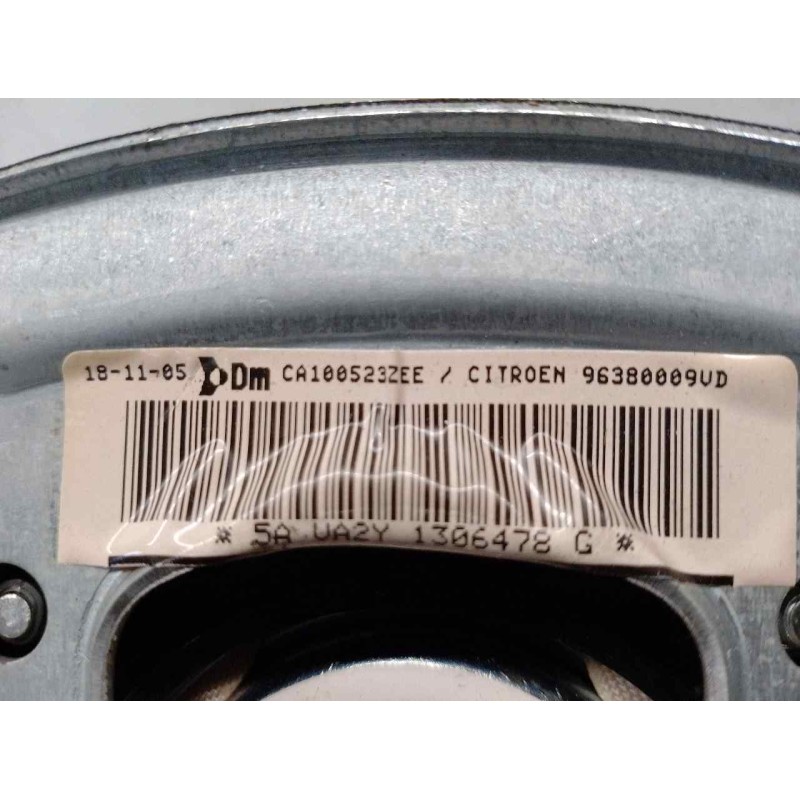 18-11-05 Dm CA100523ZEE / CITROEN 96380009VD
* 5A UA2Y 1306478 G *